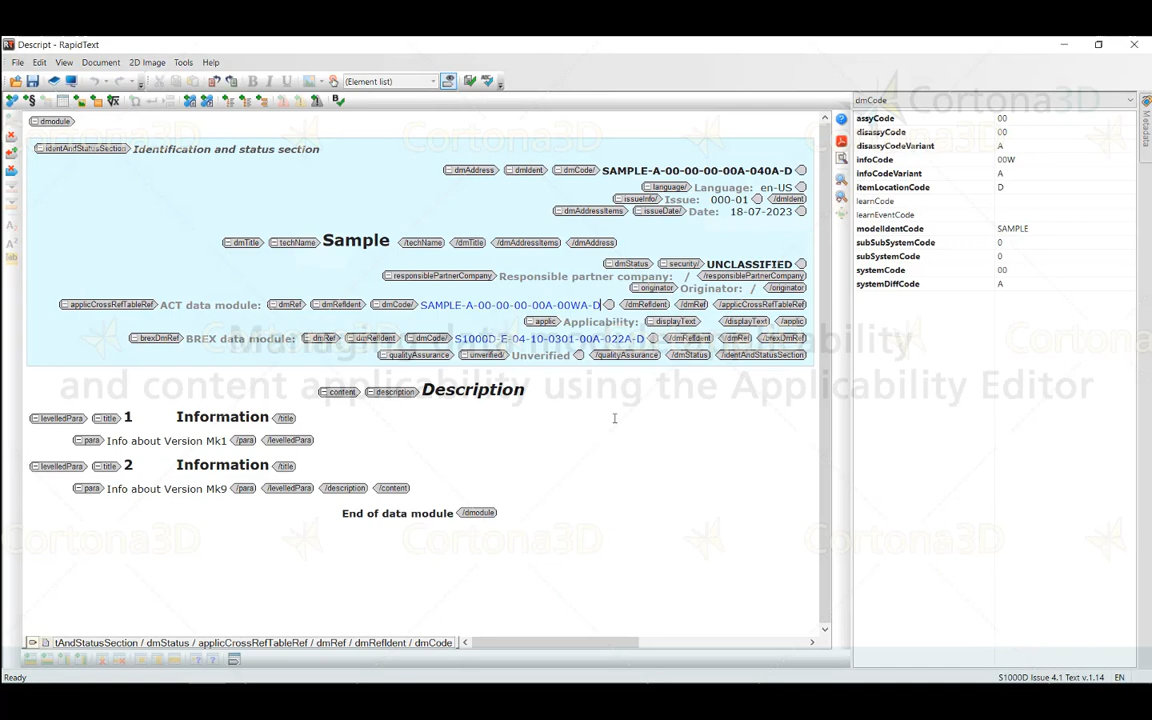 Descript - RapidText
File Edit View Document 2D Image Tools Help
B I U (Element list)
dmodule
identAndStatusSection Identification and status section
dmAddress dmIdent dmCode/ SAMPLE-A-00-00-00-00A-040A-D
language/ Language: en-US
issueInfo/ Issue: 000-01 /dmIdent
dmAddressItems issueDate/ Date: 18-07-2023
dmTitle techName Sample /techName /dmTitle /dmAddressItems /dmAddress
dmStatus security/ UNCLASSIFIED
responsiblePartnerCompany Responsible partner company: / /responsiblePartnerCompany
originator Originator: / /originator
applicCrossRefTableRef ACT data module: dmRef dmRefIdent dmCode/ SAMPLE-A-00-00-00-00A-00WA-D /dmRefIdent /dmRef /applicCrossRefTableRef
applic Applicability: displayText /displayText /applic
brexDmRef BREX data module: dmRef dmRefIdent dmCode/ S1000D-E-04-10-0301-00A-022A-D /dmRefIdent /dmRef /brexDmRef
qualityAssurance unverified/ Unverified /qualityAssurance /dmStatus /identAndStatusSection
content description Description
levelledPara title 1 Information /title
para Info about Version Mk1 /para /levelledPara
levelledPara title 2 Information /title
para Info about Version Mk9 /para /levelledPara /description /content
End of data module /dmodule
tAndStatusSection / dmStatus / applicCrossRefTableRef / dmRef / dmRefIdent / dmCode
Ready
dmCode
assyCode 00
disassyCode 00
disassyCodeVariant A
infoCode 00W
infoCodeVariant A
itemLocationCode D
learnCode
learnEventCode
modelIdentCode SAMPLE
subSubSystemCode 0
subSystemCode 0
systemCode 00
systemDiffCode A
Metadata
S1000D Issue 4.1 Text v.1.14 EN
Cortona3D
Cortona3D
Cortona3D
Cortona3D
Cortona3D
and content applicability using the Applicability Editor